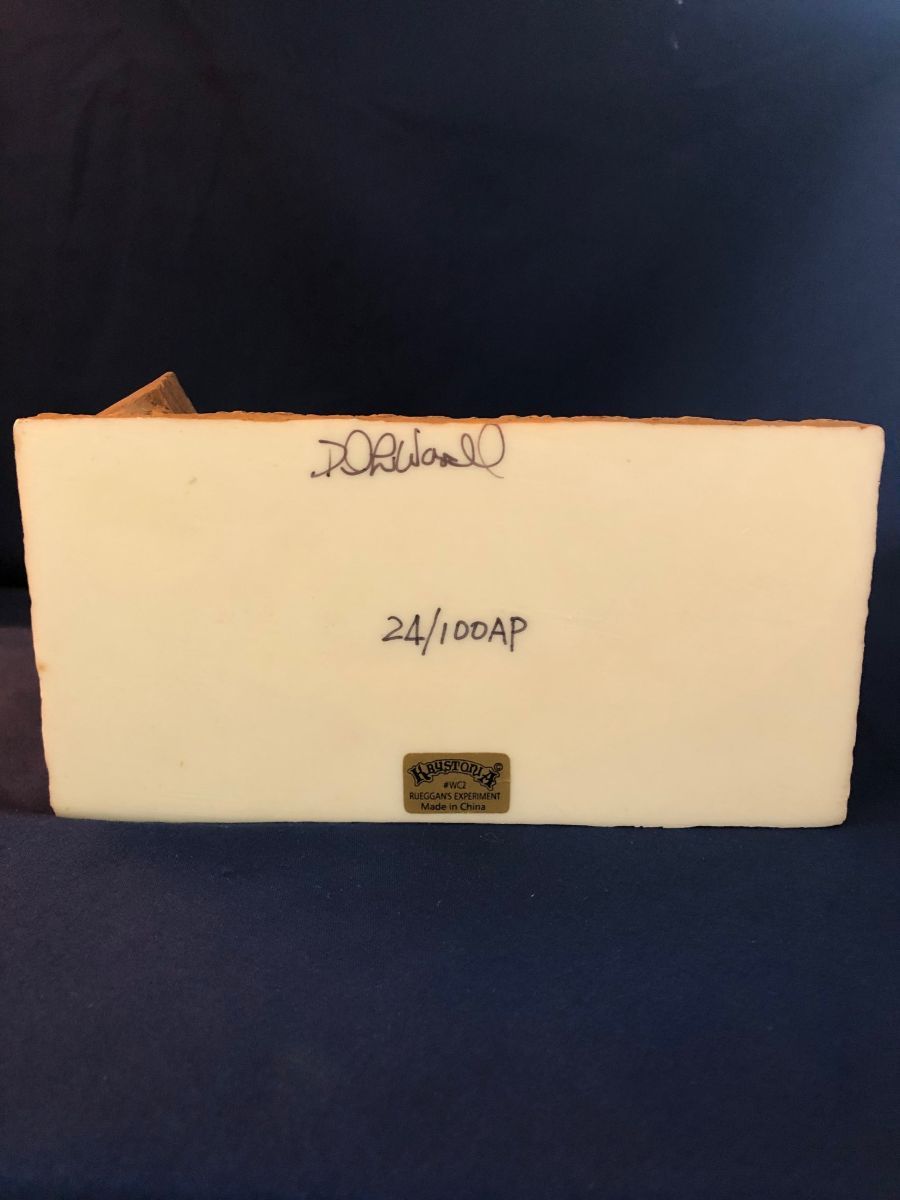 24/100AP
KRYSTONIA©
#WC2
RUEGGAN'S EXPERIMENT
Made in China